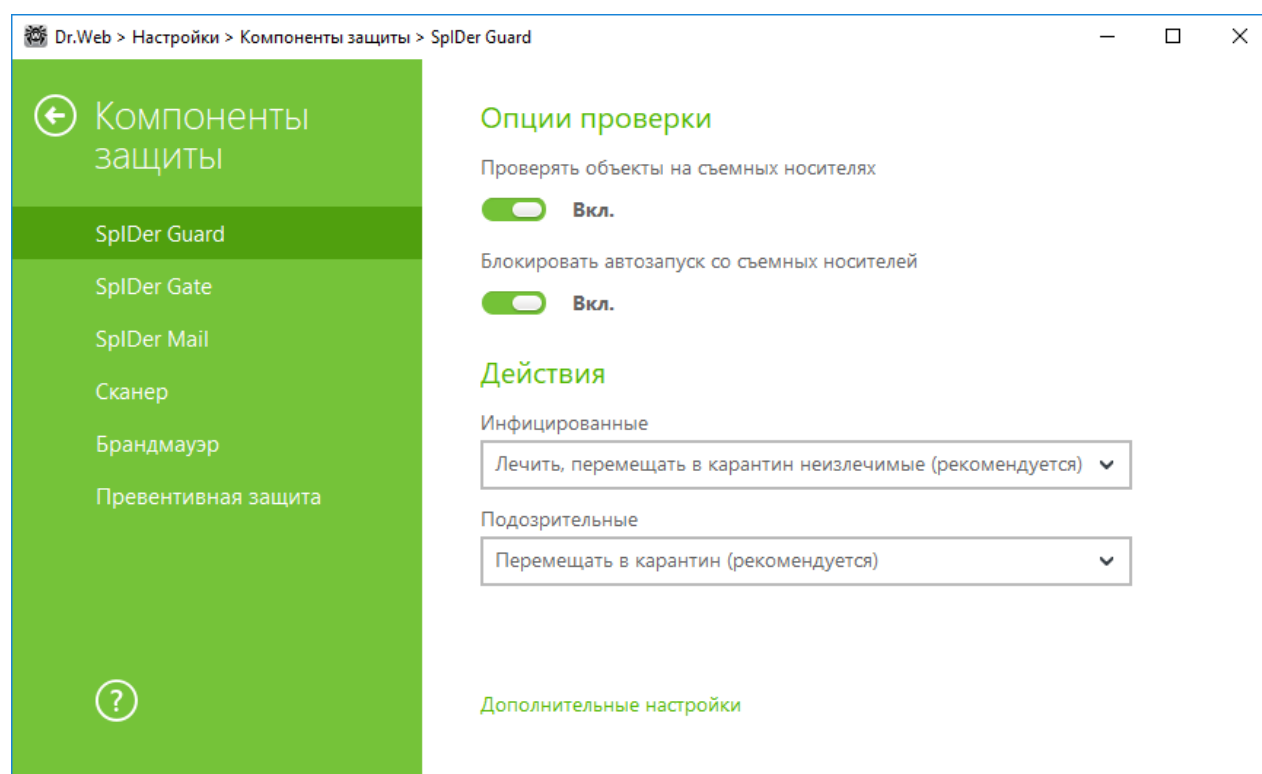 Dr.Web > Настройки > Компоненты защиты > SpIDer Guard
Компоненты
защиты
SpIDer Guard
SpIDer Gate
SpIDer Mail
Сканер
Брандмауэр
Превентивная защита
?
Опции проверки
Проверять объекты на съемных носителях
Вкл.
Блокировать автозапуск со съемных носителей
Вкл.
Действия
Инфицированные
Лечить, перемещать в карантин неизлечимые (рекомендуется)
Подозрительные
Перемещать в карантин (рекомендуется)
Дополнительные настройки